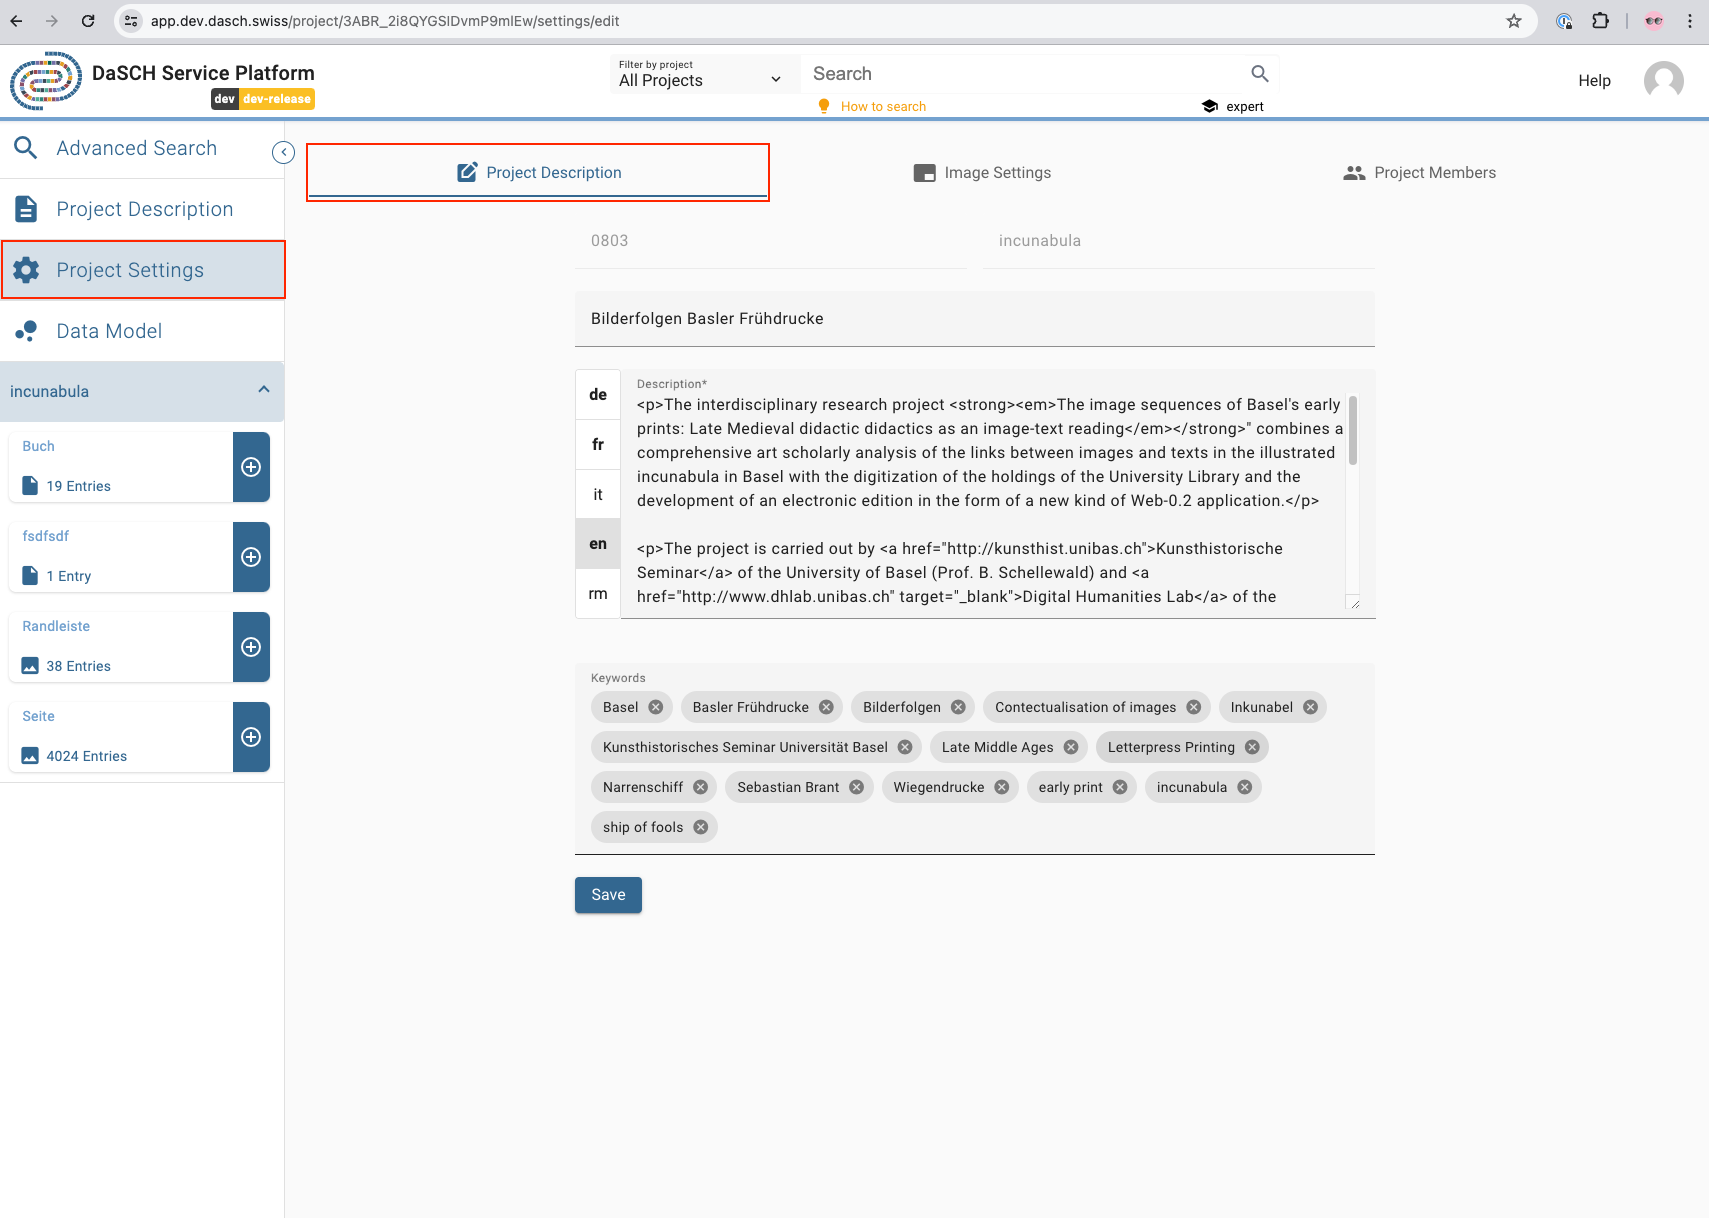 app.dev.dasch.swiss/project/3ABR_2i8QYGSIDvmP9mlEw/settings/edit
DaSCH Service Platform
dev dev-release
Filter by project
All Projects
Search
How to search
expert
Help
Advanced Search
Project Description
Project Settings
Data Model
incunabula
Buch
19 Entries
fsdfsdf
1 Entry
Randleiste
38 Entries
Seite
4024 Entries
Project Description
Image Settings
Project Members
0803
incunabula
Bilderfolgen Basler Frühdrucke
de
fr
it
en
rm
Description*
<p>The interdisciplinary research project <strong><em>The image sequences of Basel's early
prints: Late Medieval didactic didactics as an image-text reading</em></strong>" combines a
comprehensive art scholarly analysis of the links between images and texts in the illustrated
incunabula in Basel with the digitization of the holdings of the University Library and the
development of an electronic edition in the form of a new kind of Web-0.2 application.</p>
<p>The project is carried out by <a href="http://kunsthist.unibas.ch">Kunsthistorische
Seminar</a> of the University of Basel (Prof. B. Schellewald) and <a
href="http://www.dhlab.unibas.ch" target="_blank">Digital Humanities Lab</a> of the
Keywords
Basel Basler Frühdrucke Bilderfolgen Contectualisation of images Inkunabel
Kunsthistorisches Seminar Universität Basel Late Middle Ages Letterpress Printing
Narrenschiff Sebastian Brant Wiegendrucke early print incunabula
ship of fools
Save